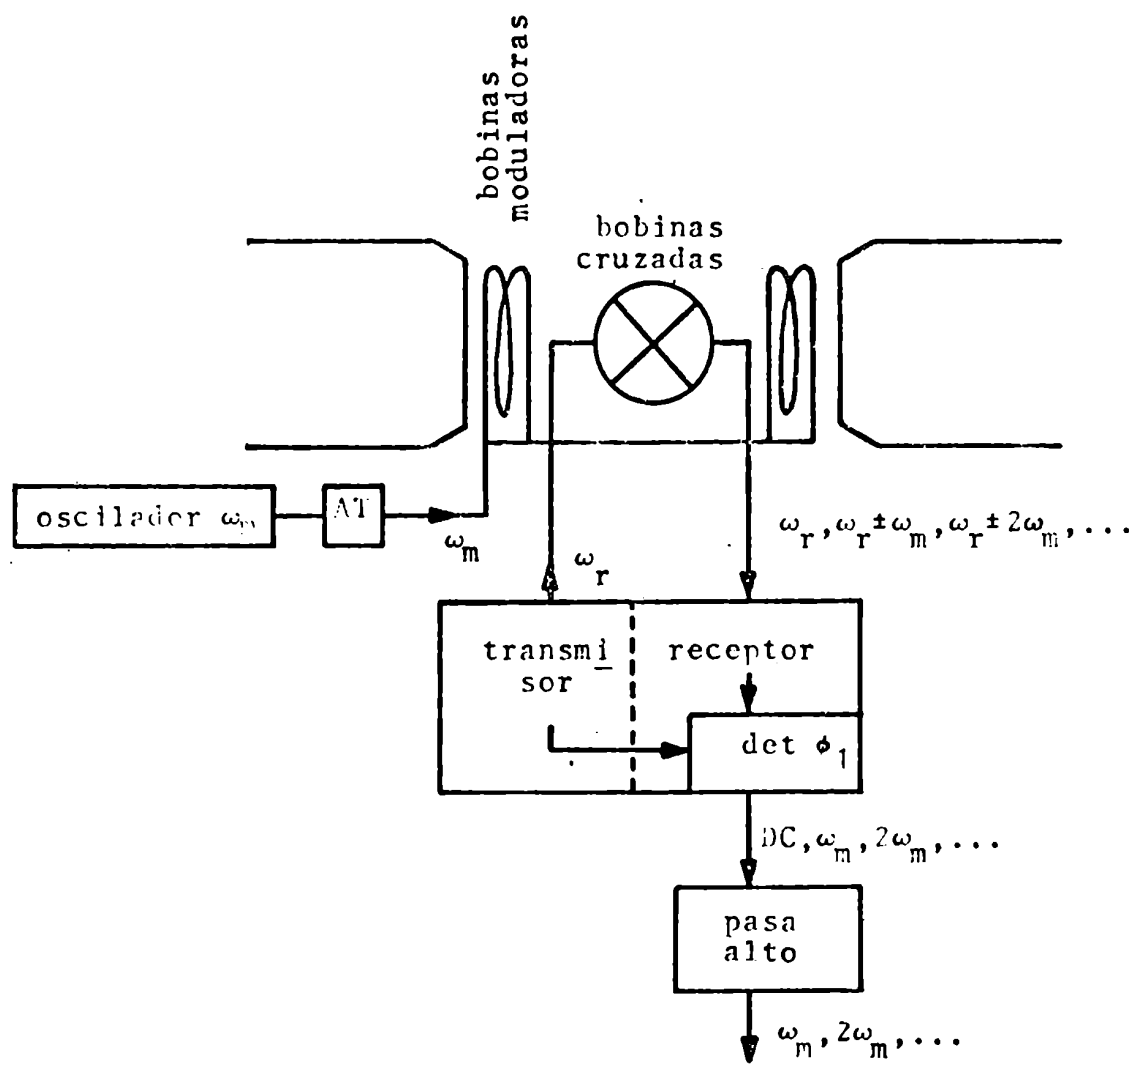 bobinas
moduladoras
bobinas
cruzadas
oscilador ωm
AT
ωm
ωr
ωr, ωr ± ωm, ωr ± 2ωm, ...
transmi
sor
receptor
det ϕ1
DC, ωm, 2ωm, ...
pasa
alto
ωm, 2ωm, ...